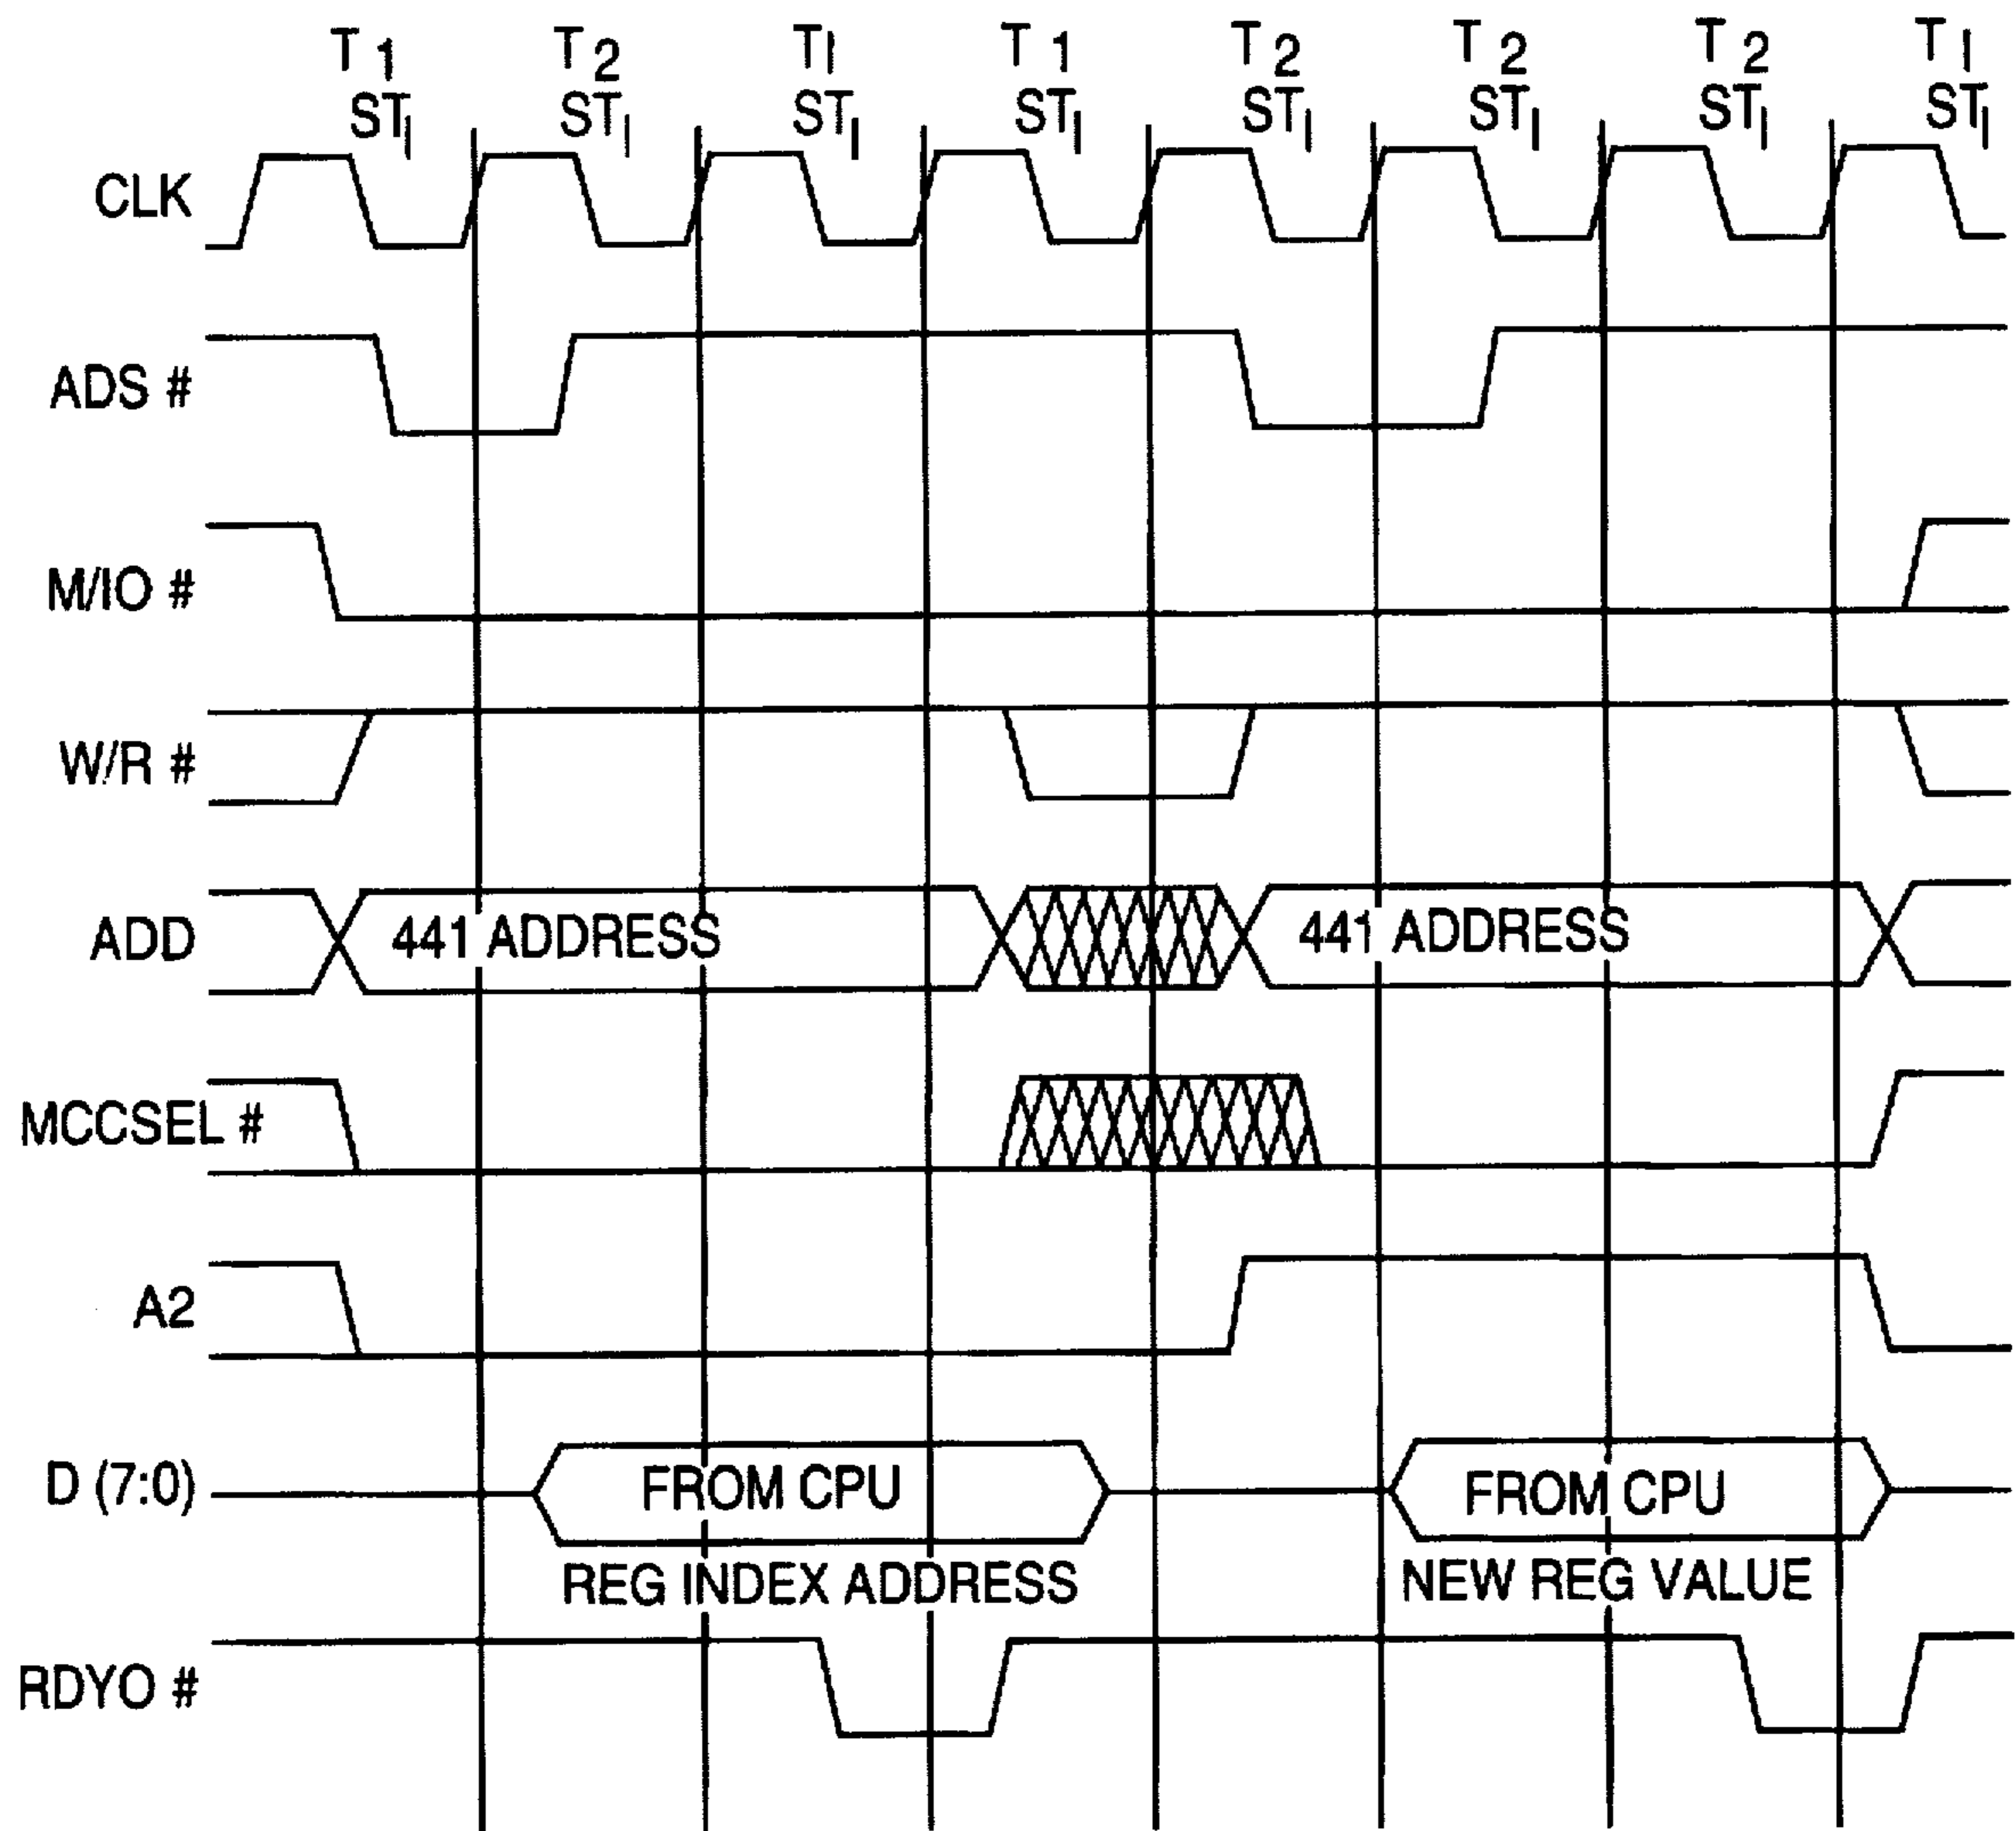 T1 T2 TI T1 T2 T2 T2 TI
STI STI STI STI STI STI STI STI
CLK
ADS #
M/IO #
W/R #
ADD 441 ADDRESS 441 ADDRESS
MCCSEL #
A2
D (7:0) FROM CPU FROM CPU
REG INDEX ADDRESS NEW REG VALUE
RDYO #